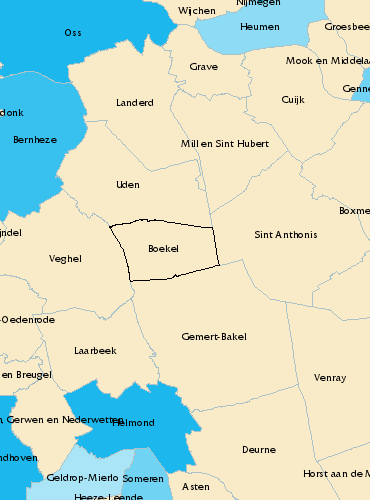 Wijchen
Nijmegen
Oss
Heumen
Groesbee
Grave
Mook en Middela
Genne
Landerd
Cuijk
donk
Bernheze
Mill en Sint Hubert
Uden
Boxme
jndel
Sint Anthonis
Boekel
Veghel
-Oedenrode
Gemert-Bakel
Laarbeek
en Breugel
Venray
n Gerwen en Nederwetten
Helmond
Deurne
ndhoven
Geldrop-Mierlo
Someren
Horst aan de M
Asten
Heeze-Leende